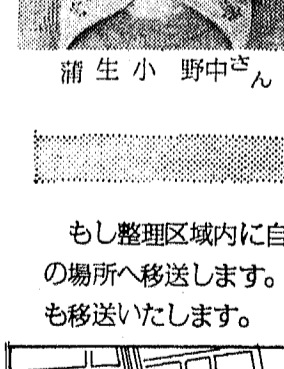 蒲生小 野中さん
もし整理区域内に自
の場所へ移送します。
も移送いたします。